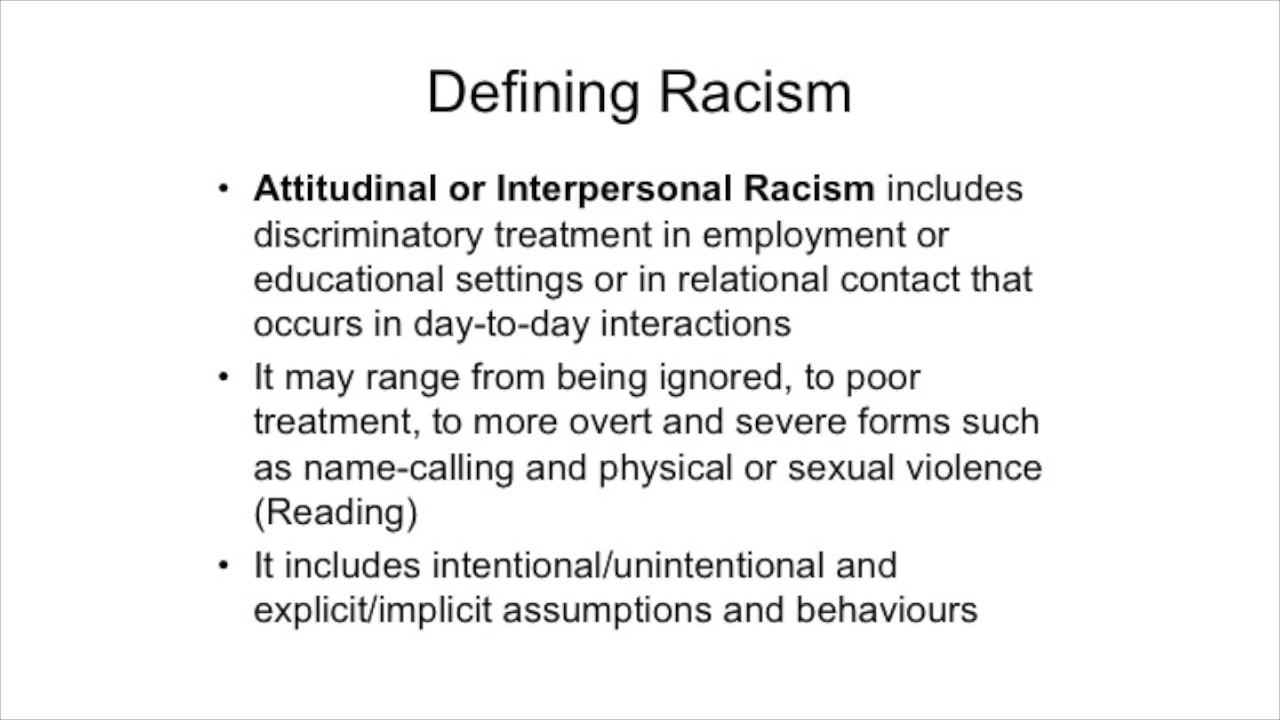 Defining Racism
• Attitudinal or Interpersonal Racism includes
discriminatory treatment in employment or
educational settings or in relational contact that
occurs in day-to-day interactions
• It may range from being ignored, to poor
treatment, to more overt and severe forms such
as name-calling and physical or sexual violence
(Reading)
• It includes intentional/unintentional and
explicit/implicit assumptions and behaviours